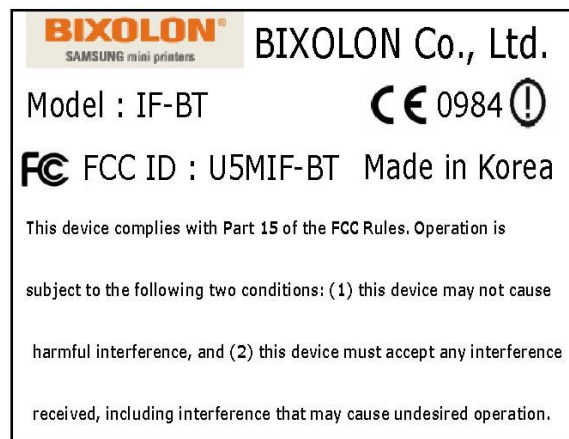 BIXOLON® BIXOLON Co., Ltd.
SAMSUNG mini printers
Model : IF-BT CE 0984
FC FCC ID : U5MIF-BT Made in Korea
This device complies with Part 15 of the FCC Rules. Operation is
subject to the following two conditions: (1) this device may not cause
harmful interference, and (2) this device must accept any interference
received, including interference that may cause undesired operation.